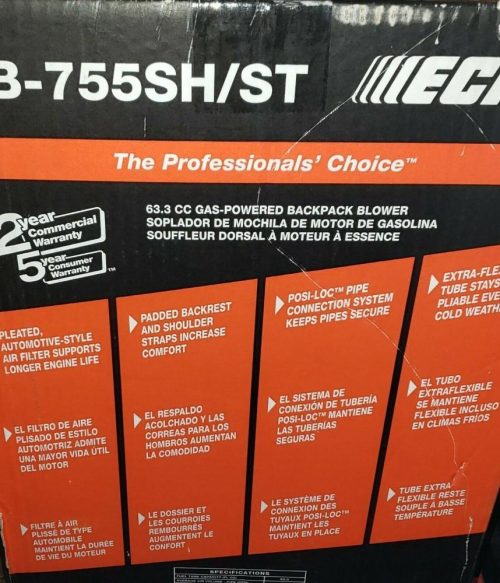 B-755SH/ST
The Professionals' Choice™
2 year Commercial Warranty
5 year Consumer Warranty™
63.3 CC GAS-POWERED BACKPACK BLOWER
SOPLADOR DE MOCHILA DE MOTOR DE GASOLINA
SOUFFLEUR DORSAL À MOTEUR À ESSENCE
PLEATED,
AUTOMOTIVE-STYLE
AIR FILTER SUPPORTS
LONGER ENGINE LIFE
EL FILTRO DE AIRE
PLISADO DE ESTILO
AUTOMOTRIZ ADMITE
UNA MAYOR VIDA ÚTIL
DEL MOTOR
FILTRE À AIR
PLISSÉ DE TYPE
AUTOMOBILE
MAINTIENT LA DURÉE
DE VIE DU MOTEUR
PADDED BACKREST
AND SHOULDER
STRAPS INCREASE
COMFORT
EL RESPALDO
ACOLCHADO Y LAS
CORREAS PARA LOS
HOMBROS AUMENTAN
LA COMODIDAD
LE DOSSIER ET
LES COURROIES
REMBOURRÉS
AUGMENTENT LE
CONFORT
POSI-LOC™ PIPE
CONNECTION SYSTEM
KEEPS PIPES SECURE
EL SISTEMA DE
CONEXIÓN DE TUBERÍA
POSI-LOC™ MANTIENE
LAS TUBERÍAS
SEGURAS
LE SYSTÈME DE
CONNEXION DES
TUYAUX POSI-LOC™
MAINTIENT LES
TUYAUX EN PLACE
EXTRA-FLE
TUBE STAYS
PLIABLE EVE
COLD WEATH
EL TUBO
EXTRAFLEXIBLE
SE MANTIENE
FLEXIBLE INCLUSO
EN CLIMAS FRÍOS
TUBE EXTRA
FLEXIBLE RESTE
SOUPLE À BASSE
TEMPÉRATURE
SPECIFICATIONS